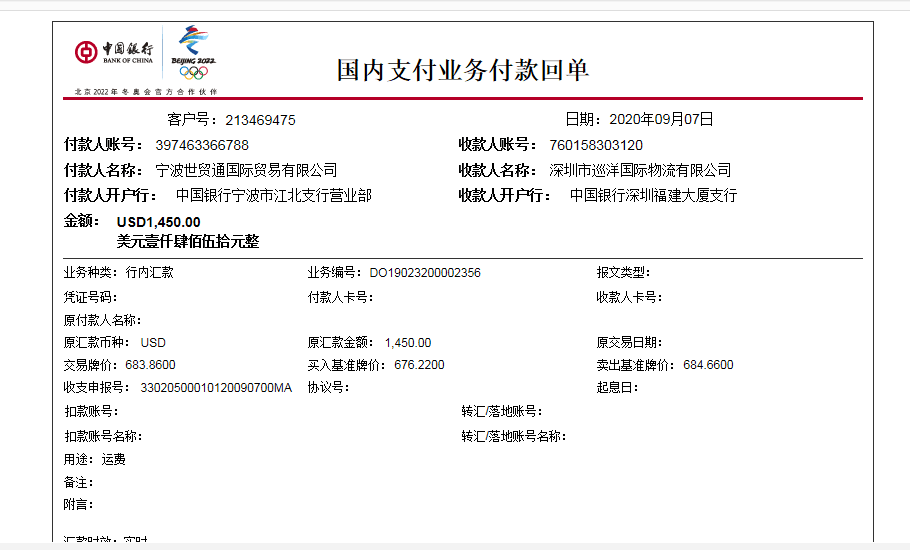 中国银行
BANK OF CHINA
BEIJING 2022
北京2022年冬奥会官方合作伙伴
国内支付业务付款回单
客户号：213469475 日期：2020年09月07日
付款人账号： 397463366788 收款人账号： 760158303120
付款人名称： 宁波世贸通国际贸易有限公司 收款人名称： 深圳市巡洋国际物流有限公司
付款人开户行： 中国银行宁波市江北支行营业部 收款人开户行： 中国银行深圳福建大厦支行
金额： USD1,450.00
美元壹仟肆佰伍拾元整
业务种类：行内汇款 业务编号：DO19023200002356 报文类型：
凭证号码： 付款人卡号： 收款人卡号：
原付款人名称：
原汇款币种： USD 原汇款金额： 1,450.00 原交易日期：
交易牌价：683.8600 买入基准牌价：676.2200 卖出基准牌价：684.6600
收支申报号： 33020500010120090700MA 协议号： 起息日：
扣款账号： 转汇/落地账号：
扣款账号名称： 转汇/落地账号名称：
用途：运费
备注：
附言：
汇款时效：实时